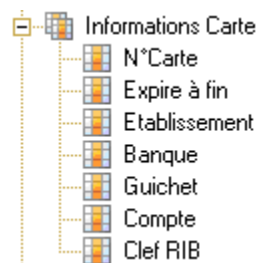 Informations Carte
N°Carte
Expire à fin
Etablissement
Banque
Guichet
Compte
Clef RIB